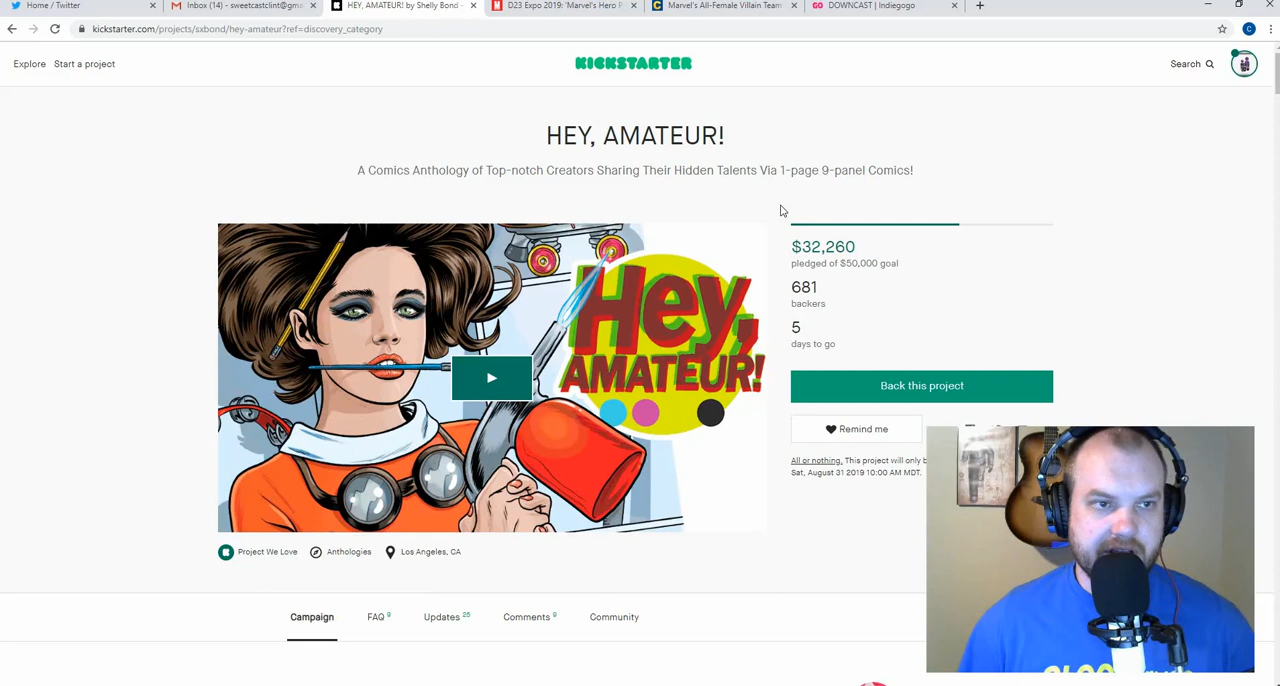 Home / Twitter
Inbox (14) - sweetcastclint@gma
HEY, AMATEUR! by Shelly Bond -
D23 Expo 2019: 'Marvel's Hero P
Marvel's All-Female Villain Team
DOWNCAST | Indiegogo
kickstarter.com/projects/sxbond/hey-amateur?ref=discovery_category
C
Explore
Start a project
KICKSTARTER
Search
HEY, AMATEUR!
A Comics Anthology of Top-notch Creators Sharing Their Hidden Talents Via 1-page 9-panel Comics!
Hey,
AMATEUR!
$32,260
pledged of $50,000 goal
681
backers
5
days to go
Back this project
Remind me
All or nothing. This project will only b
Sat, August 31 2019 10:00 AM MDT.
Project We Love
Anthologies
Los Angeles, CA
Campaign
FAQ 9
Updates 25
Comments 9
Community